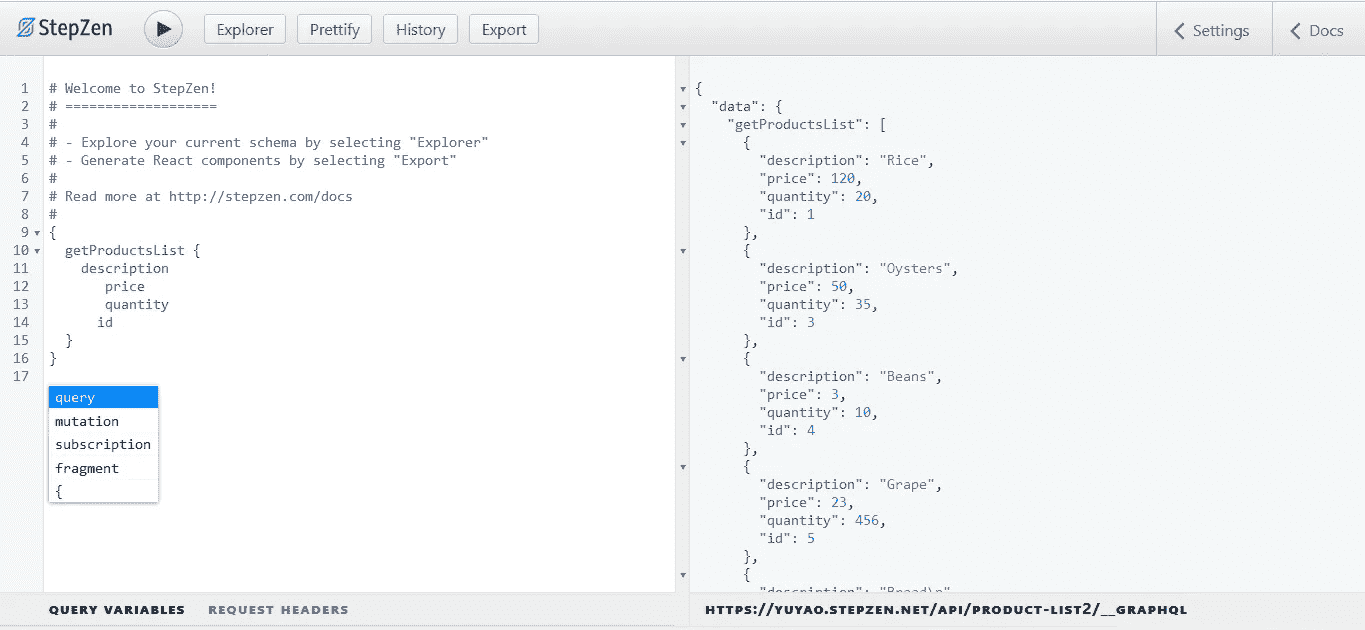 StepZen
Explorer
Prettify
History
Export
Settings
Docs
1 # Welcome to StepZen!
2 # ===================
3 #
4 # - Explore your current schema by selecting "Explorer"
5 # - Generate React components by selecting "Export"
6 #
7 # Read more at http://stepzen.com/docs
8 #
9 {
10 getProductsList {
11 description
12 price
13 quantity
14 id
15 }
16 }
17
query
mutation
subscription
fragment
{
QUERY VARIABLES REQUEST HEADERS
{
"data": {
"getProductsList": [
{
"description": "Rice",
"price": 120,
"quantity": 20,
"id": 1
},
{
"description": "Oysters",
"price": 50,
"quantity": 35,
"id": 3
},
{
"description": "Beans",
"price": 3,
"quantity": 10,
"id": 4
},
{
"description": "Grape",
"price": 23,
"quantity": 456,
"id": 5
},
{
"description": "Bread\n"
HTTPS://YUYAO.STEPZEN.NET/API/PRODUCT-LIST2/__GRAPHQL